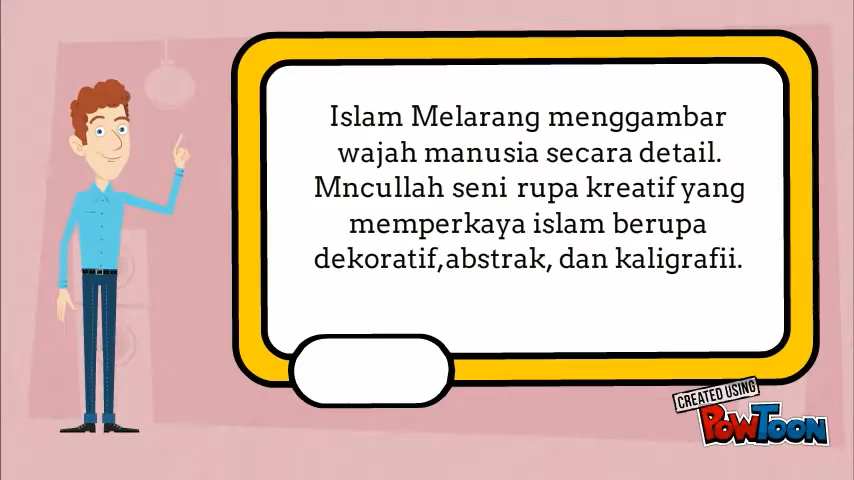 Islam Melarang menggambar
wajah manusia secara detail.
Mncullah seni rupa kreatif yang
memperkaya islam berupa
dekoratif,abstrak, dan kaligrafii.
CREATED USING
POWTOON